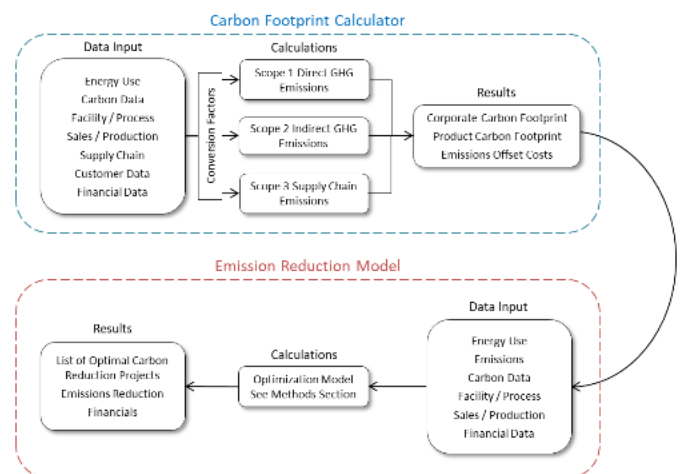 Carbon Footprint Calculator
Data Input
Energy Use
Carbon Data
Facility / Process
Sales / Production
Supply Chain
Customer Data
Financial Data
Conversion Factors
Calculations
Scope 1 Direct GHG
Emissions
Scope 2 Indirect GHG
Emissions
Scope 3 Supply Chain
Emissions
Results
Corporate Carbon Footprint
Product Carbon Footprint
Emissions Offset Costs
Emission Reduction Model
Data Input
Energy Use
Emissions
Carbon Data
Facility / Process
Sales / Production
Financial Data
Calculations
Optimization Model
See Methods Section
Results
List of Optimal Carbon
Reduction Projects
Emissions Reduction
Financials